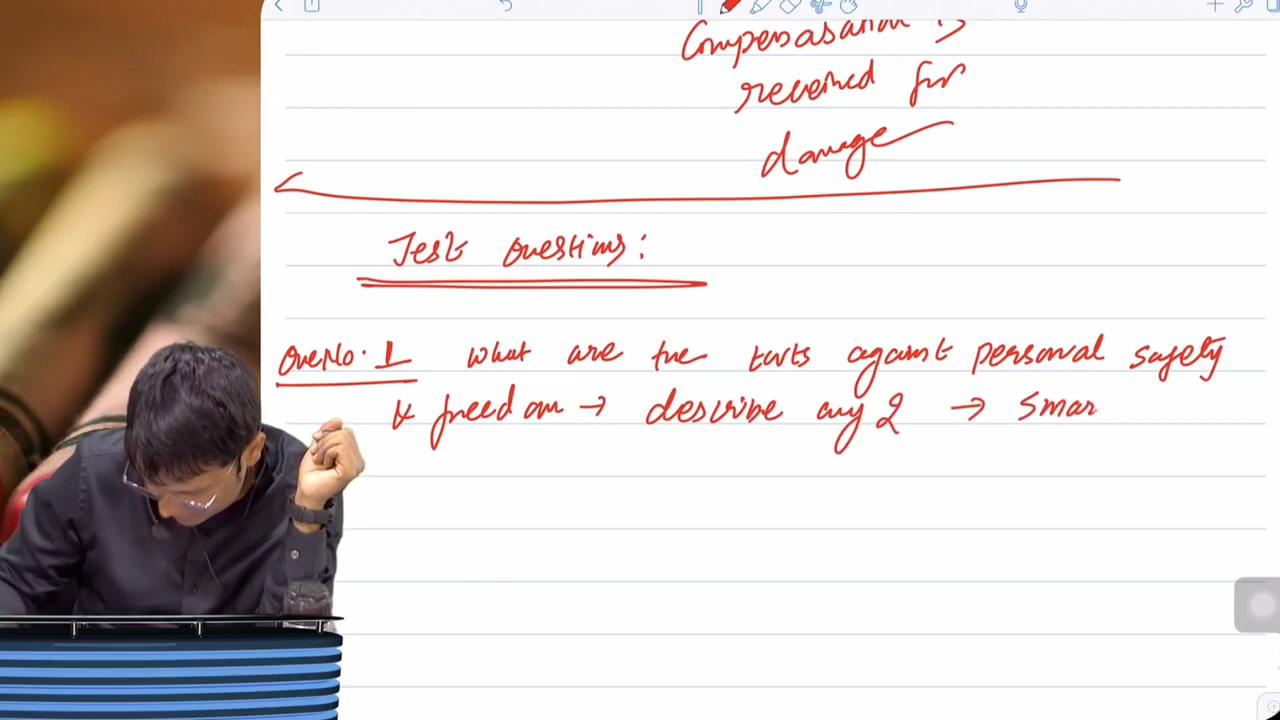 is
received for
damage
Test Questions:
Que No. 1 What are the torts against personal safety
& freedom → describe any 2 → 5mar